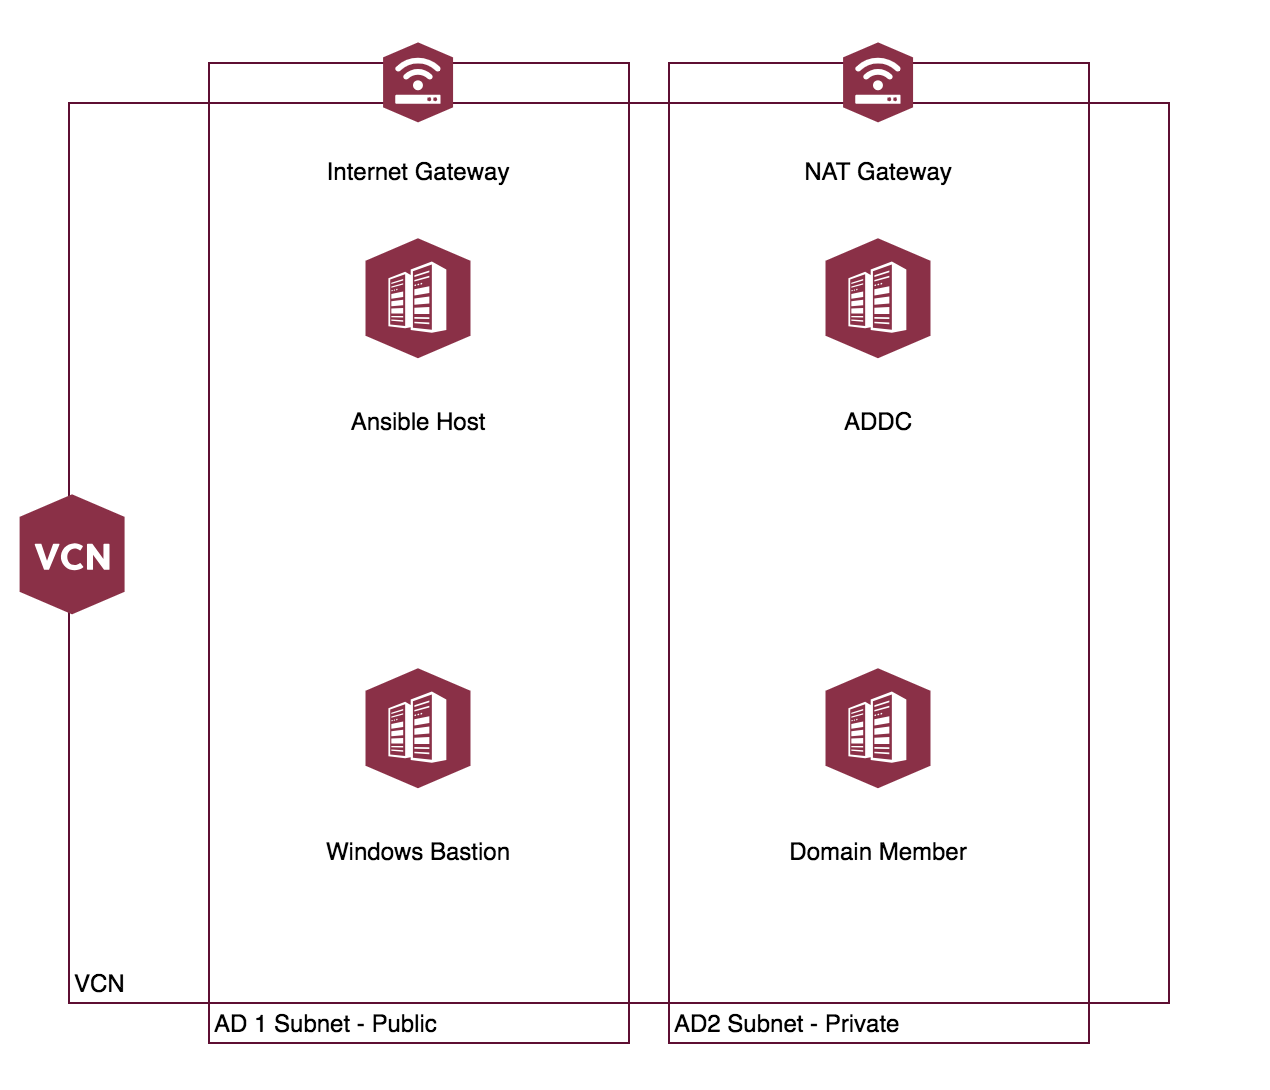 Internet Gateway
NAT Gateway
Ansible Host
ADDC
VCN
Windows Bastion
Domain Member
VCN
AD 1 Subnet - Public
AD2 Subnet - Private